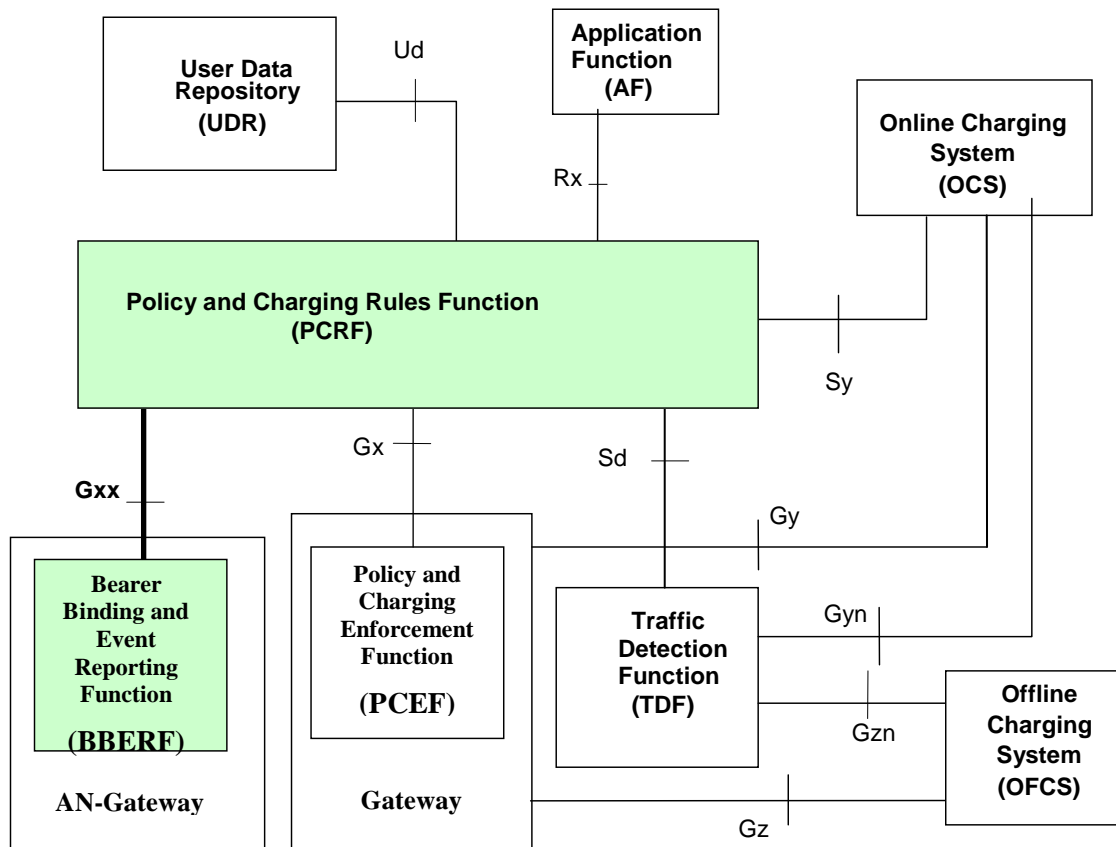 User Data
Repository
(UDR)
Ud
Application
Function
(AF)
Rx
Online Charging
System
(OCS)
Policy and Charging Rules Function
(PCRF)
Sy
Gxx
Gx
Sd
Gy
Bearer
Binding and
Event
Reporting
Function
(BBERF)
AN-Gateway
Policy and
Charging
Enforcement
Function
(PCEF)
Gateway
Traffic
Detection
Function
(TDF)
Gyn
Gzn
Gz
Offline
Charging
System
(OFCS)